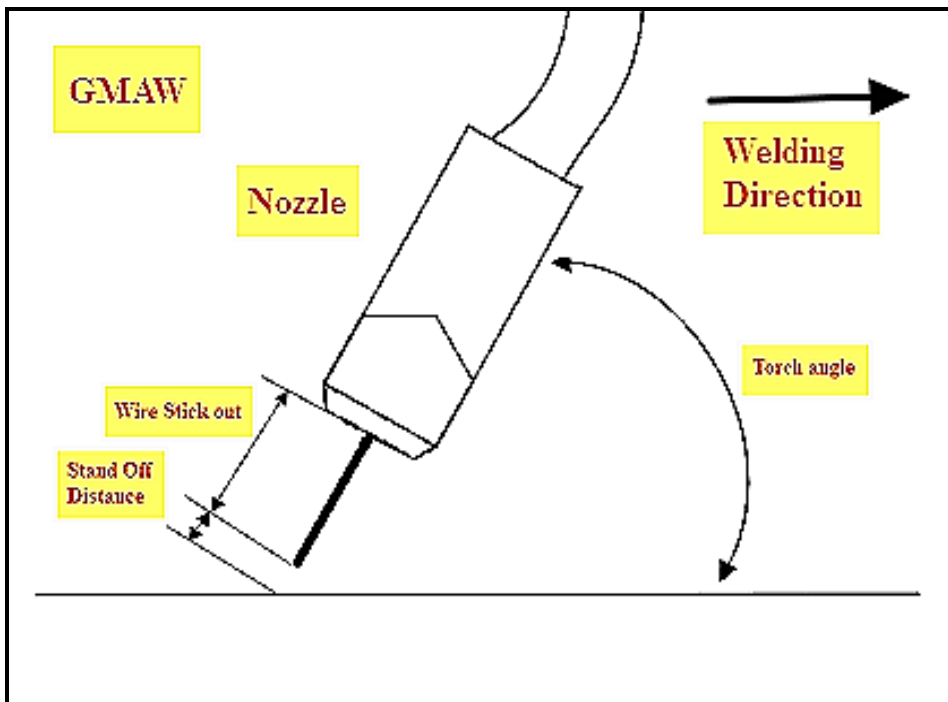 GMAW
Welding
Direction
Nozzle
Torch angle
Wire Stick out
Stand Off
Distance